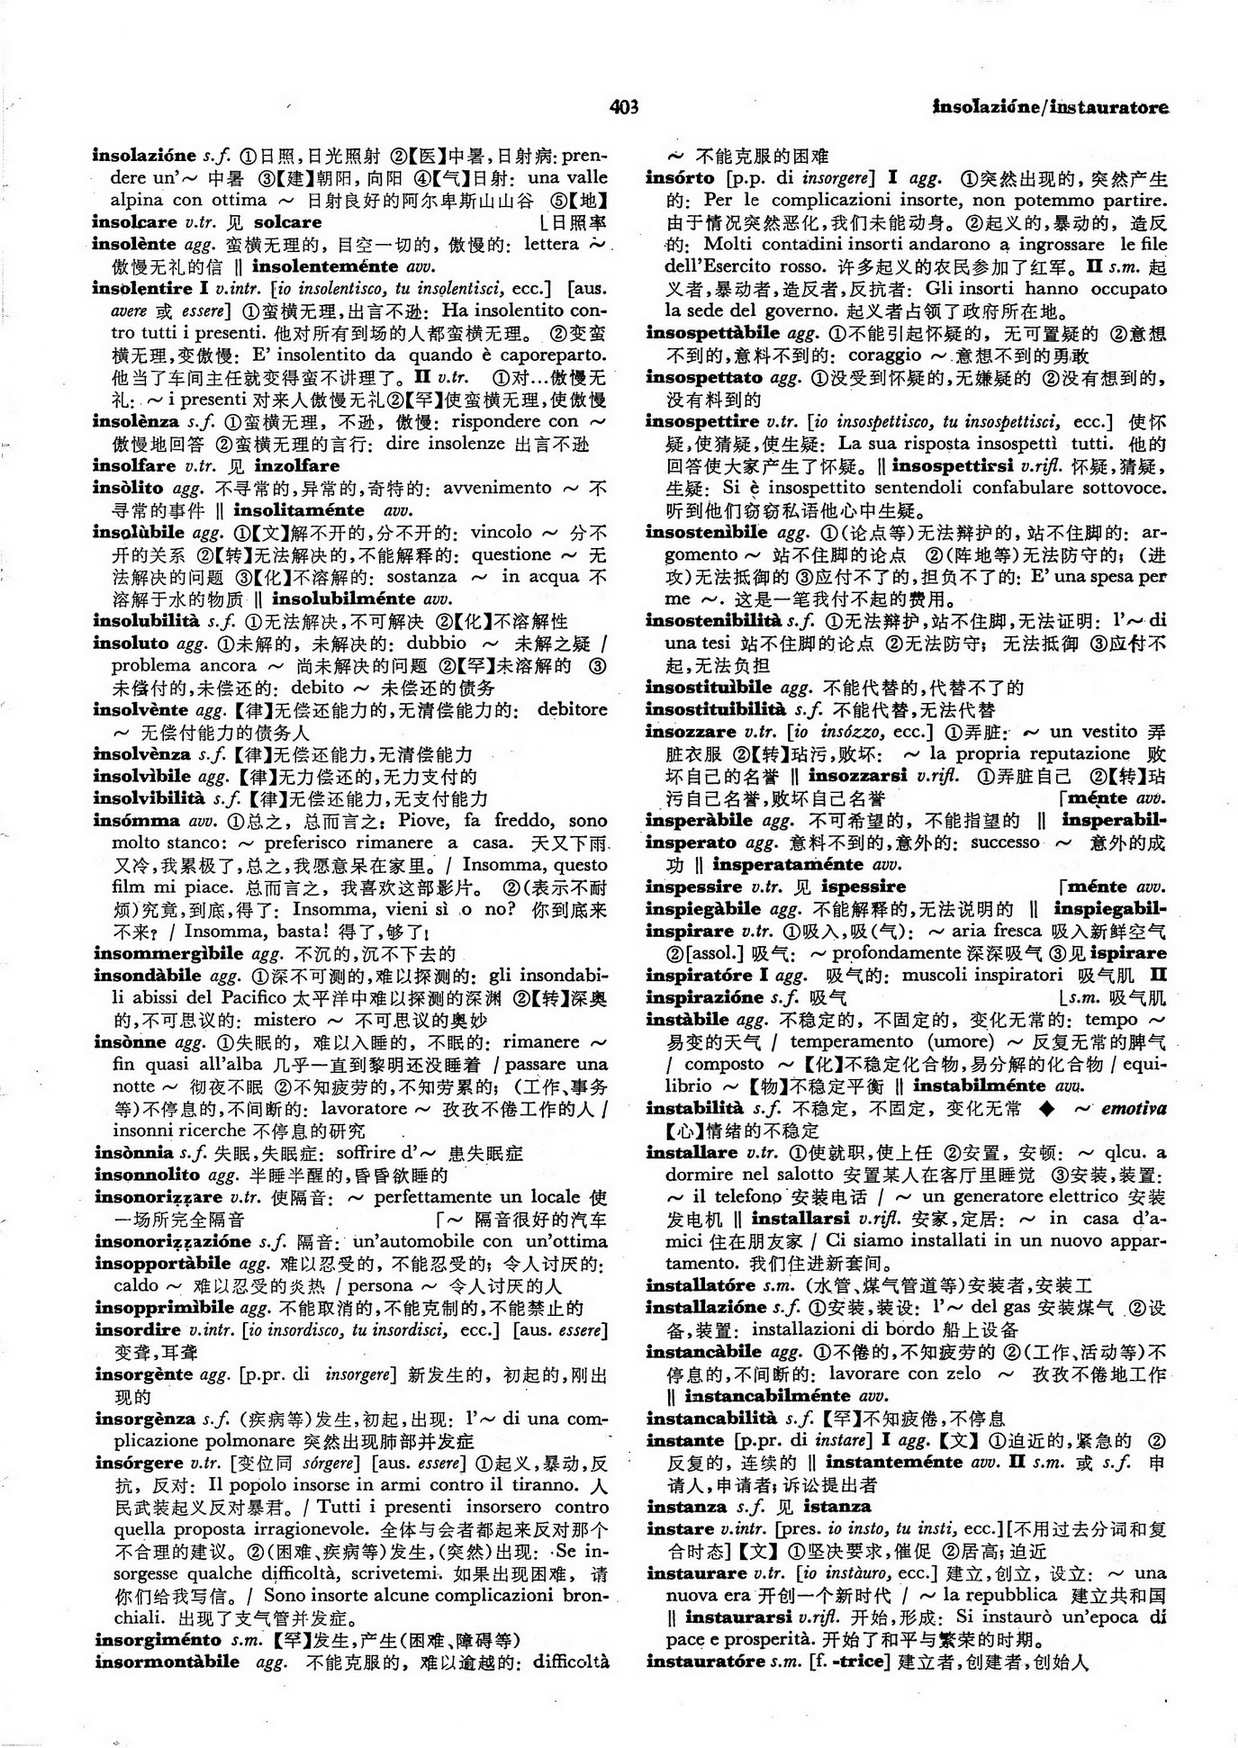 403
insolazióne/instauratore
insolazióne s.f. ①日照,日光照射 ②【医】中暑,日射病: pren-
dere un'～ 中暑 ③【建】朝阳, 向阳 ④【气】日射: una valle
alpina con ottima ～ 日射良好的阿尔卑斯山山谷 ⑤【地】
insolcare v.tr. 见 solcare ⌊日照率
insolènte agg. 蛮横无理的, 目空一切的, 傲慢的: lettera ～
傲慢无礼的信 ‖ insolenteménte avv.
insolentire I v.intr. [io insolentisco, tu insolentisci, ecc.] [aus.
avere 或 essere] ①蛮横无理,出言不逊: Ha insolentito con-
tro tutti i presenti. 他对所有到场的人都蛮横无理。 ②变蛮
横无理,变傲慢: E' insolentito da quando è caporeparto.
他当了车间主任就变得蛮不讲理了。II v.tr. ①对…傲慢无
礼: ～ i presenti 对来人傲慢无礼②【罕】使蛮横无理,使傲慢
insolènza s.f. ①蛮横无理, 不逊, 傲慢: rispondere con ～
傲慢地回答 ②蛮横无理的言行: dire insolenze 出言不逊
insolfare v.tr. 见 inzolfare
insòlito agg. 不寻常的,异常的,奇特的: avvenimento ～ 不
寻常的事件 ‖ insolitaménte avv.
insolùbile agg. ①【文】解不开的,分不开的: vincolo ～ 分不
开的关系 ②【转】无法解决的,不能解释的: questione ～ 无
法解决的问题 ③【化】不溶解的: sostanza ～ in acqua 不
溶解于水的物质 ‖ insolubilménte avv.
insolubilità s.f. ①无法解决,不可解决 ②【化】不溶解性
insoluto agg. ①未解的, 未解决的: dubbio ～ 未解之疑 /
problema ancora ～ 尚未解决的问题 ②【罕】未溶解的 ③
未偿付的,未偿还的: debito ～ 未偿还的债务
insolvènte agg. 【律】无偿还能力的,无清偿能力的: debitore
～ 无偿付能力的债务人
insolvènza s.f. 【律】无偿还能力,无清偿能力
insolvìbile agg. 【律】无力偿还的,无力支付的
insolvibilità s.f. 【律】无偿还能力,无支付能力
insómma avv. ①总之, 总而言之: Piove, fa freddo, sono
molto stanco: ～ preferisco rimanere a casa. 天又下雨,
又冷,我累极了,总之,我愿意呆在家里。/ Insomma, questo
film mi piace. 总而言之, 我喜欢这部影片。 ②(表示不耐
烦)究竟,到底,得了: Insomma, vieni sì o no? 你到底来
不来? / Insomma, basta! 得了,够了!
insommergìbile agg. 不沉的,沉不下去的
insondàbile agg. ①深不可测的,难以探测的: gli insondabi-
li abissi del Pacifico 太平洋中难以探测的深渊 ②【转】深奥
的,不可思议的: mistero ～ 不可思议的奥妙
insònne agg. ①失眠的, 难以入睡的, 不眠的: rimanere ～
fin quasi all'alba 几乎一直到黎明还没睡着 / passare una
notte ～ 彻夜不眠 ②不知疲劳的,不知劳累的; (工作、事务
等)不停息的,不间断的: lavoratore ～ 孜孜不倦工作的人 /
insonni ricerche 不停息的研究
insònnia s.f. 失眠,失眠症: soffrire d'～ 患失眠症
insonnolito agg. 半睡半醒的,昏昏欲睡的
insonorizzare v.tr. 使隔音: ～ perfettamente un locale 使
一场所完全隔音 ⌈～ 隔音很好的汽车
insonorizzazióne s.f. 隔音: un'automobile con un'ottima
insopportàbile agg. 难以忍受的, 不能忍受的; 令人讨厌的:
caldo ～ 难以忍受的炎热 / persona ～ 令人讨厌的人
insopprimìbile agg. 不能取消的,不能克制的,不能禁止的
insordire v.intr. [io insordisco, tu insordisci, ecc.] [aus. essere]
变聋,耳聋
insorgènte agg. [p.pr. di insorgere] 新发生的, 初起的,刚出
现的
insorgènza s.f. (疾病等)发生,初起,出现: l'～ di una com-
plicazione polmonare 突然出现肺部并发症
insórgere v.tr. [变位同 sórgere] [aus. essere] ①起义,暴动,反
抗, 反对: Il popolo insorse in armi contro il tiranno. 人
民武装起义反对暴君。/ Tutti i presenti insorsero contro
quella proposta irragionevole. 全体与会者都起来反对那个
不合理的建议。②(困难、疾病等)发生,(突然)出现: Se in-
sorgesse qualche difficoltà, scrivetemi. 如果出现困难, 请
你们给我写信。/ Sono insorte alcune complicazioni bron-
chiali. 出现了支气管并发症。
insorgiménto s.m. 【罕】发生,产生(困难、障碍等)
insormontàbile agg. 不能克服的, 难以逾越的: difficoltà
～ 不能克服的困难
insórto [p.p. di insorgere] I agg. ①突然出现的, 突然产生
的: Per le complicazioni insorte, non potemmo partire.
由于情况突然恶化,我们未能动身。②起义的,暴动的, 造反
的: Molti contadini insorti andarono a ingrossare le file
dell'Esercito rosso. 许多起义的农民参加了红军。II s.m. 起
义者,暴动者,造反者,反抗者: Gli insorti hanno occupato
la sede del governo. 起义者占领了政府所在地。
insospettàbile agg. ①不能引起怀疑的, 无可置疑的 ②意想
不到的,意料不到的: coraggio ～ 意想不到的勇敢
insospettato agg. ①没受到怀疑的,无嫌疑的 ②没有想到的,
没有料到的
insospettire v.tr. [io insospettisco, tu insospettisci, ecc.] 使怀
疑,使猜疑,使生疑: La sua risposta insospettì tutti. 他的
回答使大家产生了怀疑。‖ insospettirsi v.rifl. 怀疑,猜疑,
生疑: Si è insospettito sentendoli confabulare sottovoce.
听到他们窃窃私语他心中生疑。
insostenìbile agg. ①(论点等)无法辩护的,站不住脚的: ar-
gomento ～ 站不住脚的论点 ②(阵地等)无法防守的; (进
攻)无法抵御的 ③应付不了的,担负不了的: E' una spesa per
me ～. 这是一笔我付不起的费用。
insostenibilità s.f. ①无法辩护,站不住脚,无法证明: l'～ di
una tesi 站不住脚的论点 ②无法防守; 无法抵御 ③应付不
起,无法负担
insostituìbile agg. 不能代替的,代替不了的
insostituibilità s.f. 不能代替,无法代替
insozzare v.tr. [io insózzo, ecc.] ①弄脏: ～ un vestito 弄
脏衣服 ②【转】玷污,败坏: ～ la propria reputazione 败
坏自己的名誉 ‖ insozzarsi v.rifl. ①弄脏自己 ②【转】玷
污自己名誉,败坏自己名誉 ⌈ménte avv.
insperàbile agg. 不可希望的, 不能指望的 ‖ insperabil-
insperato agg. 意料不到的,意外的: successo ～ 意外的成
功 ‖ insperataménte avv.
inspessire v.tr. 见 ispessire ⌈ménte avv.
inspiegàbile agg. 不能解释的,无法说明的 ‖ inspiegabil-
inspirare v.tr. ①吸入,吸(气): ～ aria fresca 吸入新鲜空气
②[assol.] 吸气: ～ profondamente 深深吸气 ③见 ispirare
inspiratóre I agg. 吸气的: muscoli inspiratori 吸气肌 II
inspirazióne s.f. 吸气 ⌊s.m. 吸气肌
instàbile agg. 不稳定的, 不固定的, 变化无常的: tempo ～
易变的天气 / temperamento (umore) ～ 反复无常的脾气
/ composto ～ 【化】不稳定化合物,易分解的化合物 / equi-
librio ～ 【物】不稳定平衡 ‖ instabilménte avv.
instabilità s.f. 不稳定, 不固定, 变化无常 ◆ ～ emotiva
【心】情绪的不稳定
installare v.tr. ①使就职,使上任 ②安置, 安顿: ～ qlcu. a
dormire nel salotto 安置某人在客厅里睡觉 ③安装,装置:
～ il telefono 安装电话 / ～ un generatore elettrico 安装
发电机 ‖ installarsi v.rifl. 安家,定居: ～ in casa d'a-
mici 住在朋友家 / Ci siamo installati in un nuovo appar-
tamento. 我们住进新套间。
installatóre s.m. (水管、煤气管道等)安装者,安装工
installazióne s.f. ①安装,装设: l'～ del gas 安装煤气 ②设
备,装置: installazioni di bordo 船上设备
instancàbile agg. ①不倦的,不知疲劳的 ②(工作、活动等)不
停息的,不间断的: lavorare con zelo ～ 孜孜不倦地工作
‖ instancabilménte avv.
instancabilità s.f. 【罕】不知疲倦,不停息
instante [p.pr. di instare] I agg. 【文】 ①迫近的,紧急的 ②
反复的, 连续的 ‖ instanteménte avv. II s.m. 或 s.f. 申
请人,申请者; 诉讼提出者
instanza s.f. 见 istanza
instare v.intr. [pres. io insto, tu insti, ecc.] [不用过去分词和复
合时态] 【文】 ①坚决要求,催促 ②居高; 迫近
instaurare v.tr. [io instàuro, ecc.] 建立,创立, 设立: ～ una
nuova era 开创一个新时代 / ～ la repubblica 建立共和国
‖ instaurarsi v.rifl. 开始,形成: Si instaurò un'epoca di
pace e prosperità. 开始了和平与繁荣的时期。
instauratóre s.m. [f. -trice] 建立者,创建者,创始人